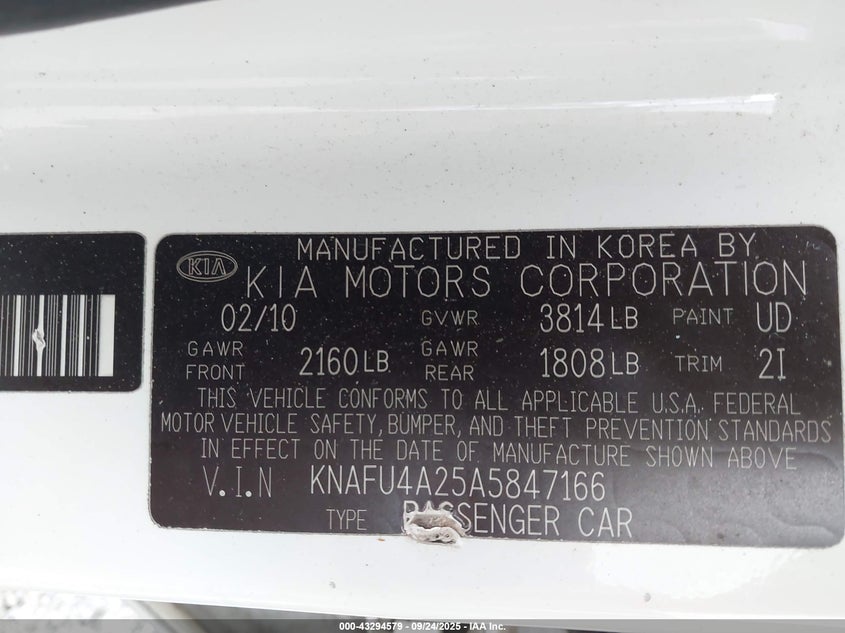 MANUFACTURED IN KOREA BY
KIA KIA MOTORS CORPORATION
02/10 GVWR 3814 LB PAINT UD
GAWR FRONT 2160 LB GAWR REAR 1808 LB TRIM 2I
THIS VEHICLE CONFORMS TO ALL APPLICABLE U.S.A. FEDERAL
MOTOR VEHICLE SAFETY, BUMPER, AND THEFT PREVENTION STANDARDS
IN EFFECT ON THE DATE OF MANUFACTURE SHOWN ABOVE
V.I.N KNAFU4A25A5847166
TYPE PASSENGER CAR
000-43294579 - 09/24/2025 - IAA Inc.